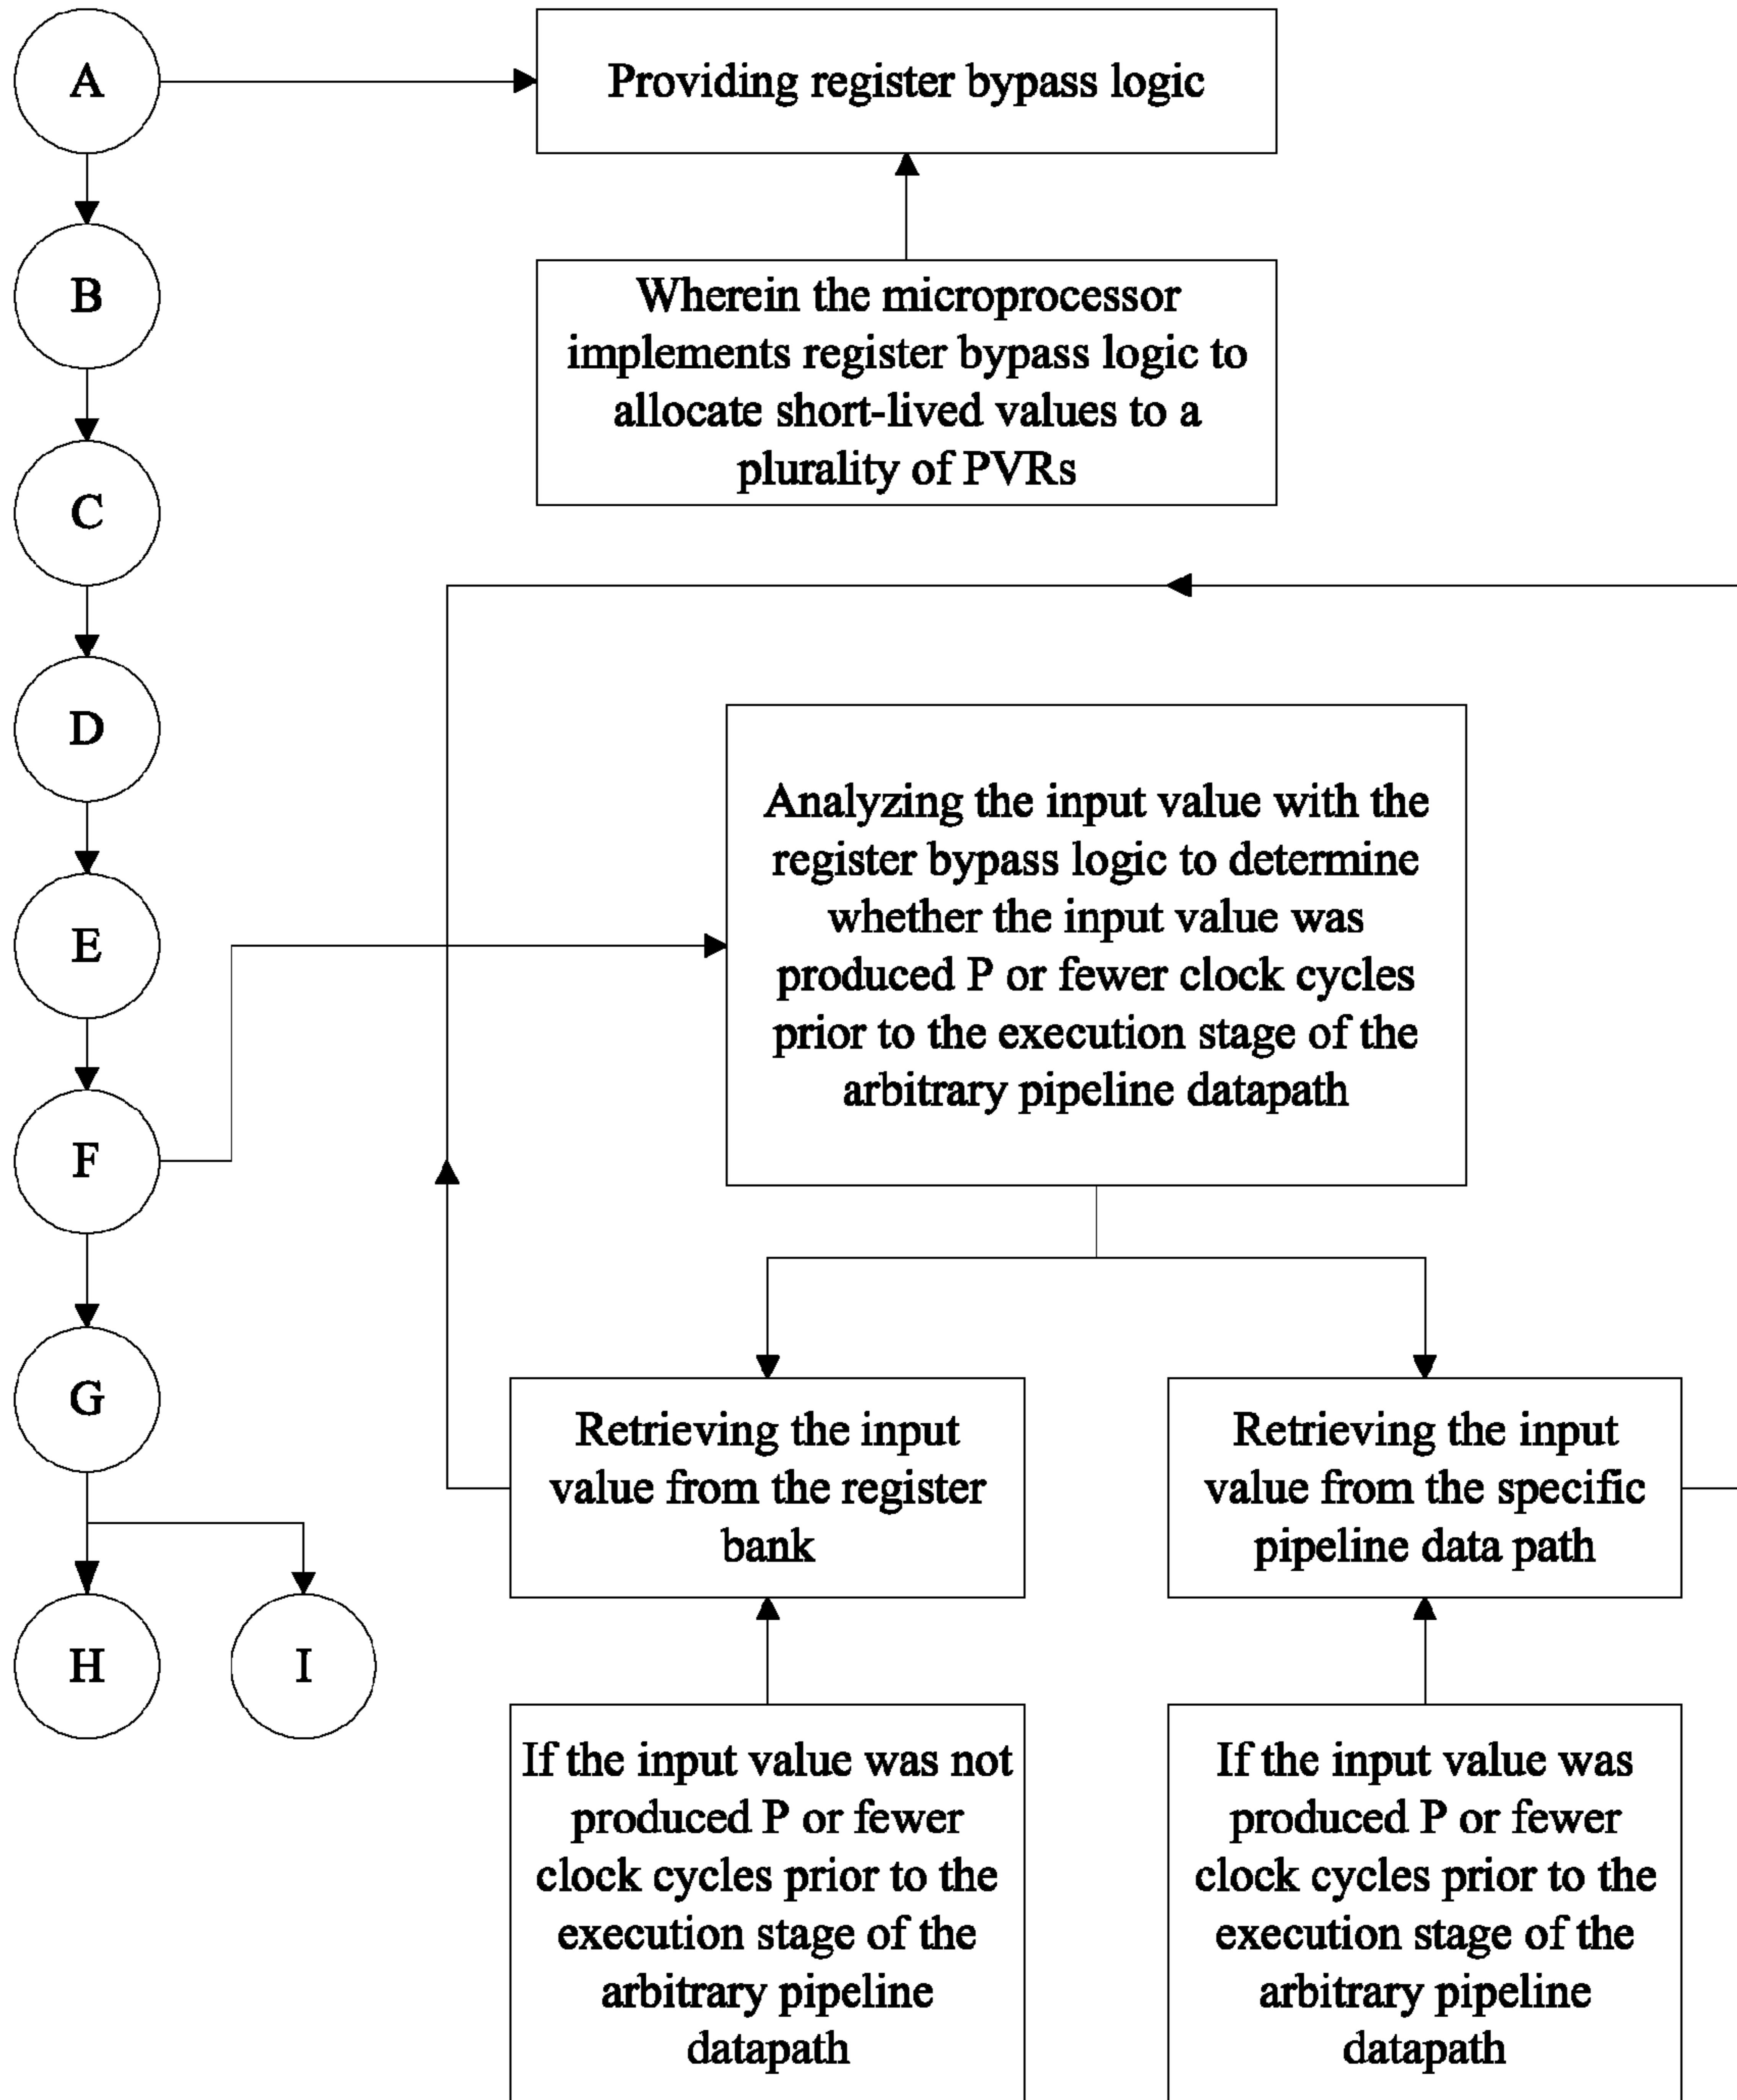 A
Providing register bypass logic
B
Wherein the microprocessor
implements register bypass logic to
allocate short-lived values to a
plurality of PVRs
C
D
Analyzing the input value with the
register bypass logic to determine
whether the input value was
produced P or fewer clock cycles
prior to the execution stage of the
arbitrary pipeline datapath
E
F
G
Retrieving the input
value from the register
bank
Retrieving the input
value from the specific
pipeline data path
H
I
If the input value was not
produced P or fewer
clock cycles prior to the
execution stage of the
arbitrary pipeline
datapath
If the input value was
produced P or fewer
clock cycles prior to the
execution stage of the
arbitrary pipeline
datapath